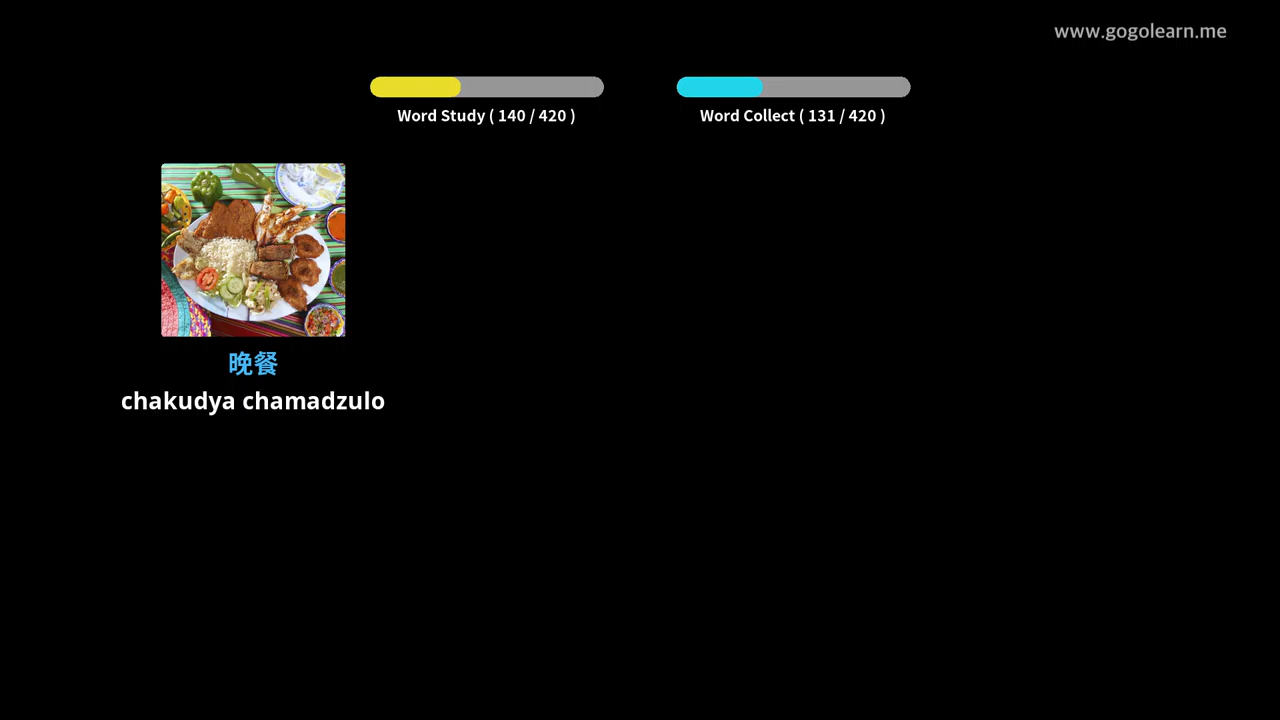 www.gogolearn.me
Word Study ( 140 / 420 )
Word Collect ( 131 / 420 )
晚餐
chakudya chamadzulo